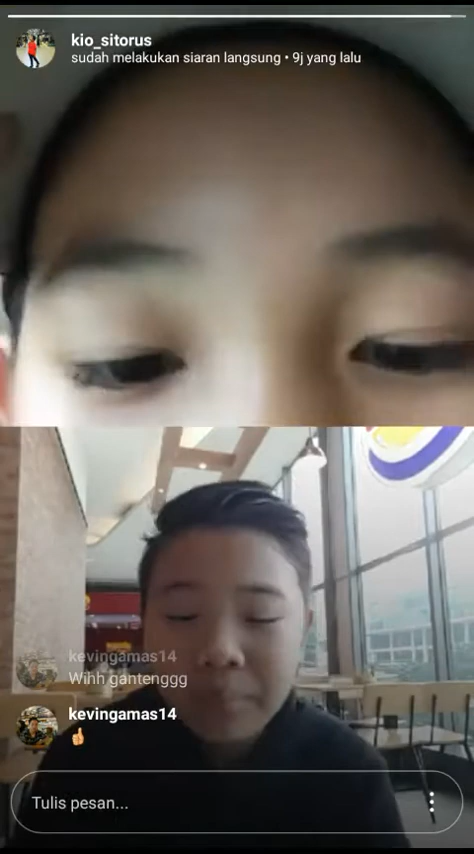 kio_sitorus
sudah melakukan siaran langsung • 9j yang lalu
kevingamas14
Wihh gantenggg
kevingamas14
👍🏻
Tulis pesan...